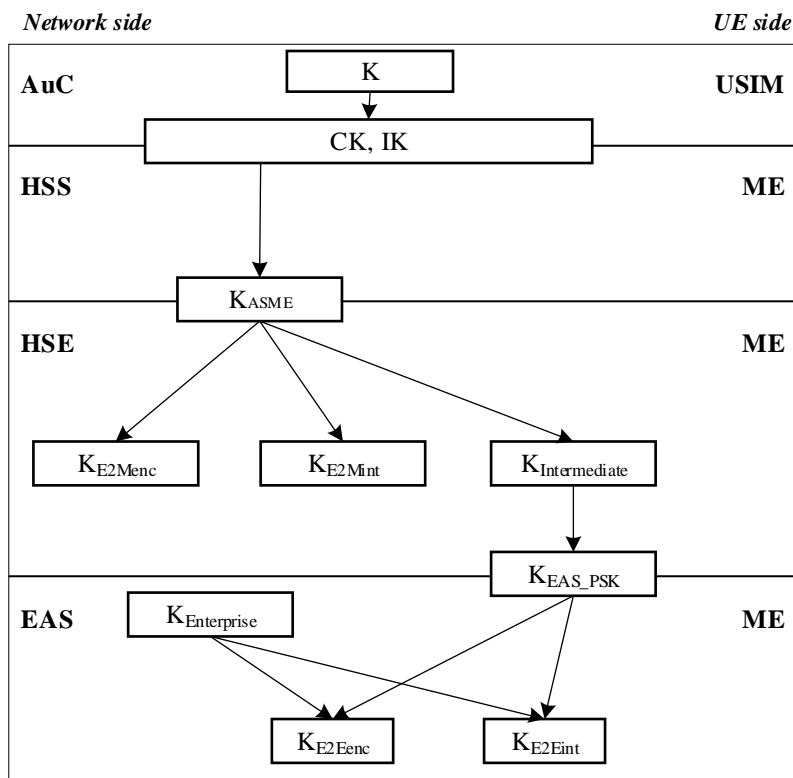 Network side UE side
K
AuC USIM
CK, IK
HSS ME
KASME
HSE ME
KE2Menc KE2Mint KIntermediate
KEAS_PSK
EAS KEnterprise ME
KE2Eenc KE2Eint